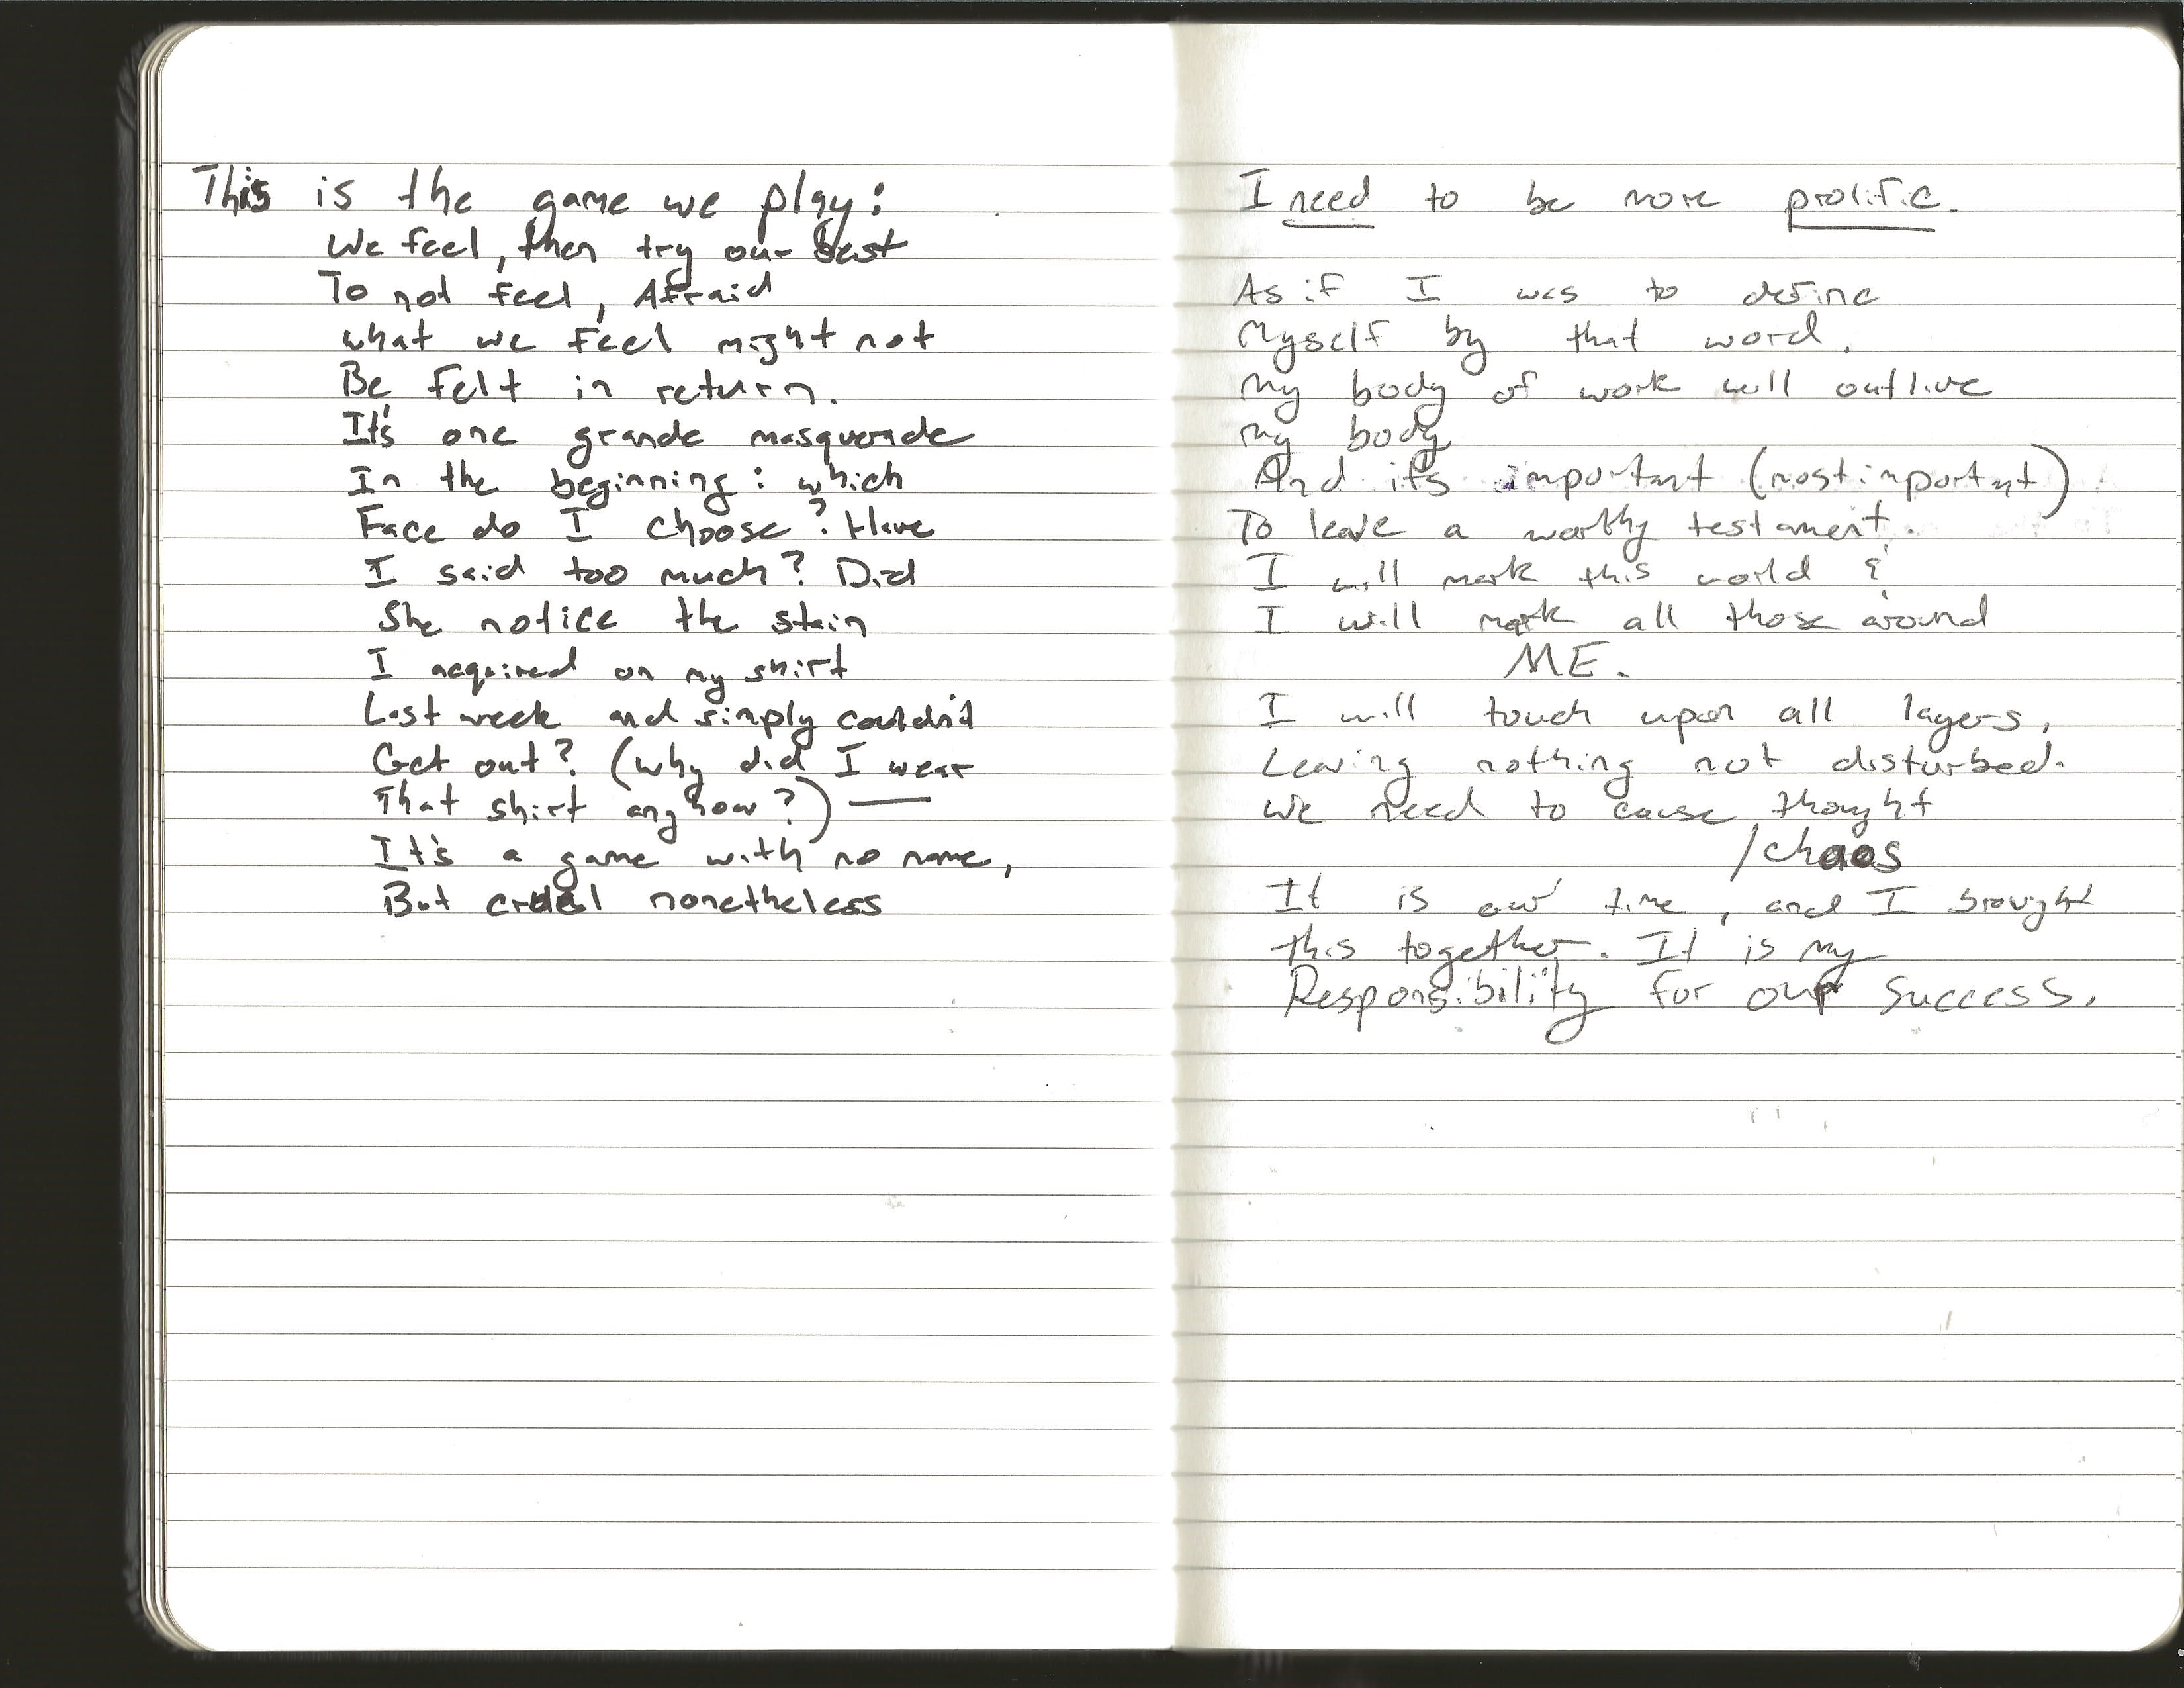 This is the game we play:
We feel, then try our best
To not feel, Afraid
what we feel might not
Be felt in return.
It's one grande masquerade
In the beginning: which
Face do I choose? Have
I said too much? Did
She notice the stain
I acquired on my shirt
Last week and simply couldn't
Get out? (why did I wear
That shirt anyhow?) —
It's a game with no name,
But cruel nonetheless
I need to be more prolific.
As if I was to define
Myself by that word.
My body of work will outlive
my body
And it's important (most important)
To leave a worthy testament.
I will mark this world &
I will mark all those around
ME.
I will touch upon all layers,
Leaving nothing not disturbed.
We need to cause thought
/chaos
It is our time, and I brought
this together. It is my
Responsibility for our success.